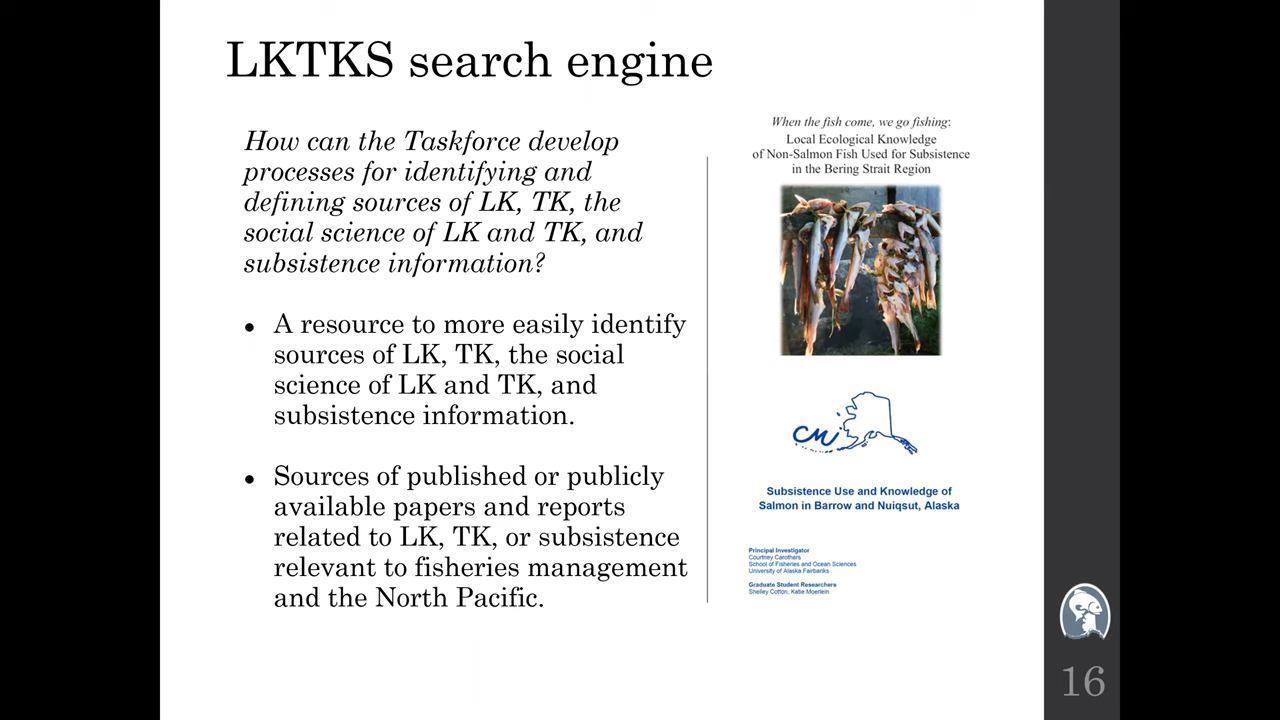 LKTKS search engine
How can the Taskforce develop
processes for identifying and
defining sources of LK, TK, the
social science of LK and TK, and
subsistence information?
• A resource to more easily identify
sources of LK, TK, the social
science of LK and TK, and
subsistence information.
• Sources of published or publicly
available papers and reports
related to LK, TK, or subsistence
relevant to fisheries management
and the North Pacific.
When the fish come, we go fishing:
Local Ecological Knowledge
of Non-Salmon Fish Used for Subsistence
in the Bering Strait Region
cmi
Subsistence Use and Knowledge of
Salmon in Barrow and Nuiqsut, Alaska
Principal Investigator
Courtney Carothers
School of Fisheries and Ocean Sciences
University of Alaska Fairbanks
Graduate Student Researchers
Shelley Cotton, Katie Moerlein
16